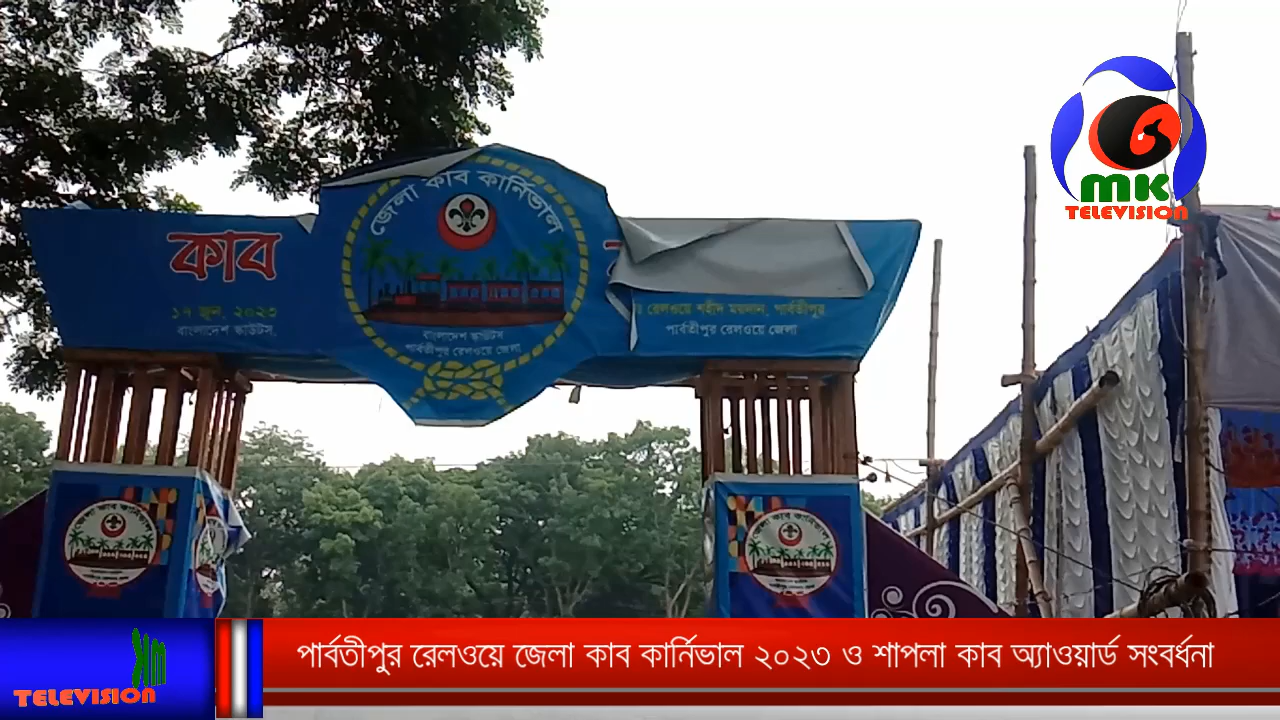 MK
TELEVISION
জেলা কাব কার্নিভাল
কাব
১৭ জুন, ২০২৩
বাংলাদেশ স্কাউটস,
বাংলাদেশ স্কাউটস
পার্বতীপুর রেলওয়ে জেলা
রেলওয়ে শহীদ ময়দান, পার্বতীপুর
পার্বতীপুর রেলওয়ে জেলা
জেলা কাব কার্নিভাল
জেলা কাব কার্নিভাল
পার্বতীপুর রেলওয়ে জেলা কাব কার্নিভাল ২০২৩ ও শাপলা কাব অ্যাওয়ার্ড সংবর্ধনা
TELEVISION